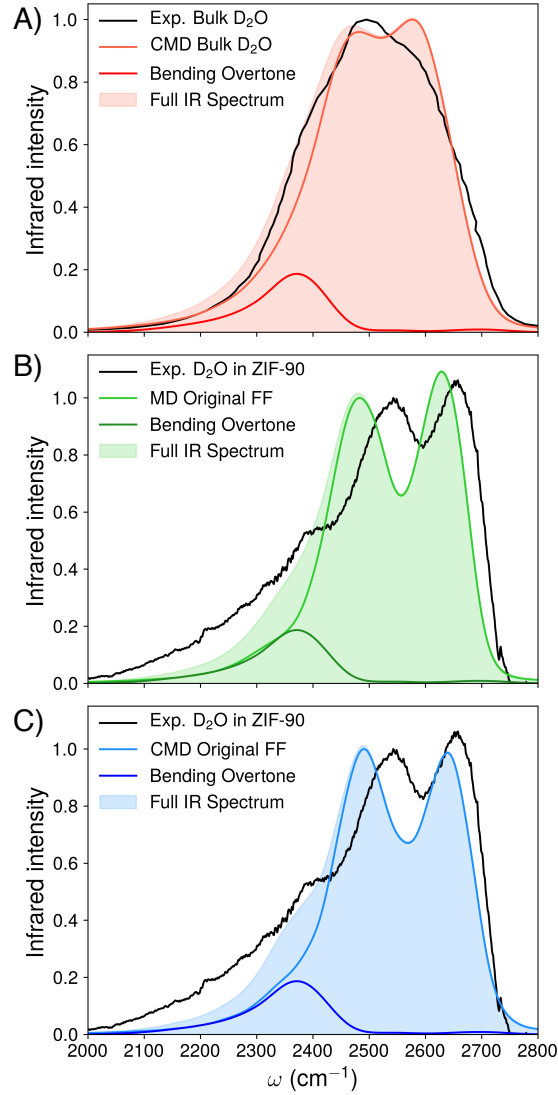 A)
Exp. Bulk D₂O
CMD Bulk D₂O
Bending Overtone
Full IR Spectrum
Infrared intensity
1.0
0.8
0.6
0.4
0.2
0.0
B)
Exp. D₂O in ZIF-90
MD Original FF
Bending Overtone
Full IR Spectrum
Infrared intensity
1.0
0.8
0.6
0.4
0.2
0.0
C)
Exp. D₂O in ZIF-90
CMD Original FF
Bending Overtone
Full IR Spectrum
Infrared intensity
1.0
0.8
0.6
0.4
0.2
0.0
2000 2100 2200 2300 2400 2500 2600 2700 2800
ω (cm⁻¹)